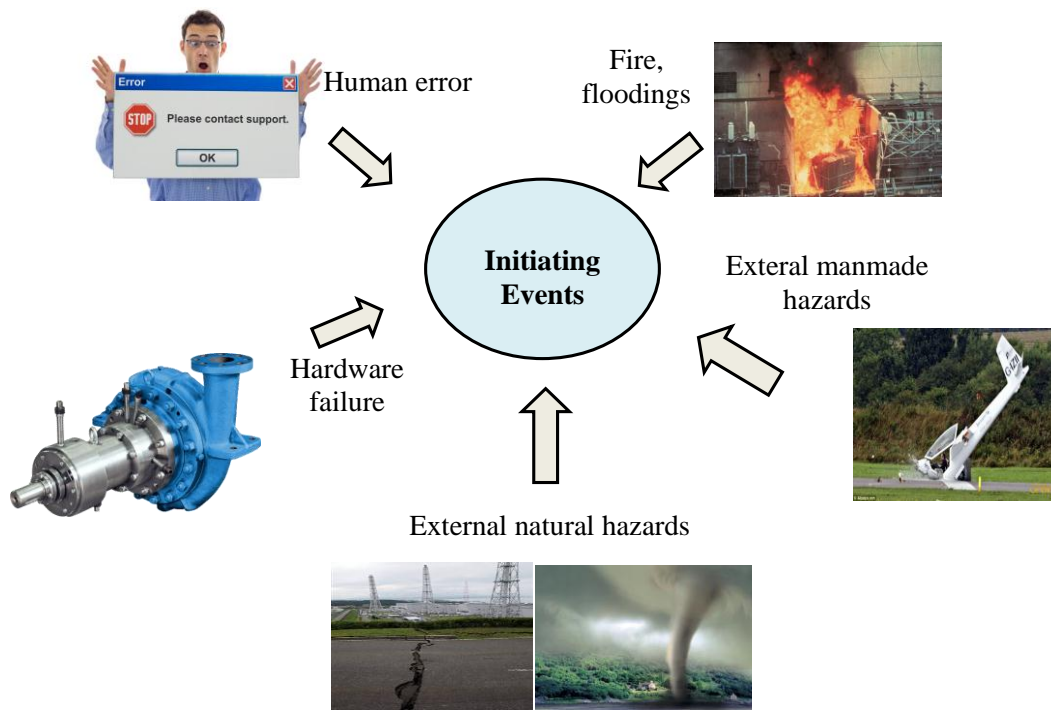 Error
STOP
Please contact support.
OK
Human error
Fire,
floodings
Initiating
Events
Exteral manmade
hazards
Hardware
failure
External natural hazards